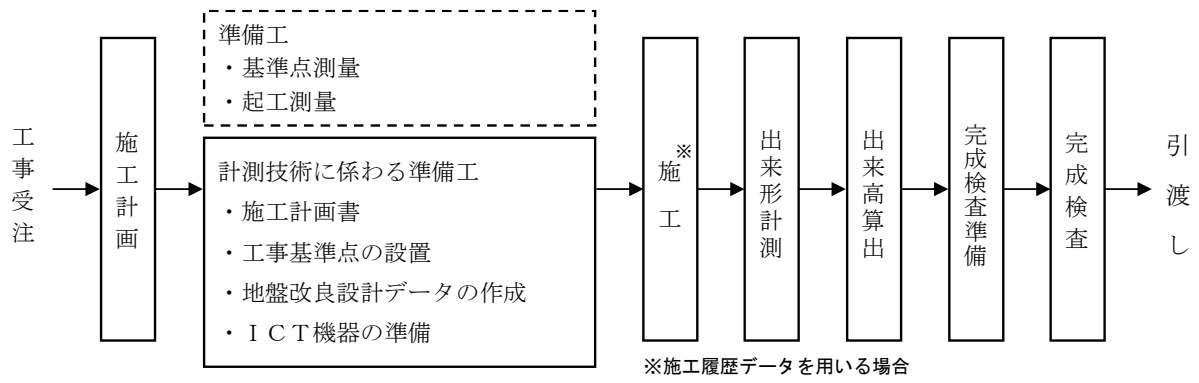 工事受注
施工計画
準備工
・基準点測量
・起工測量
計測技術に係わる準備工
・施工計画書
・工事基準点の設置
・地盤改良設計データの作成
・ＩＣＴ機器の準備
施工※
出来形計測
出来高算出
完成検査準備
完成検査
引渡し
※施工履歴データを用いる場合